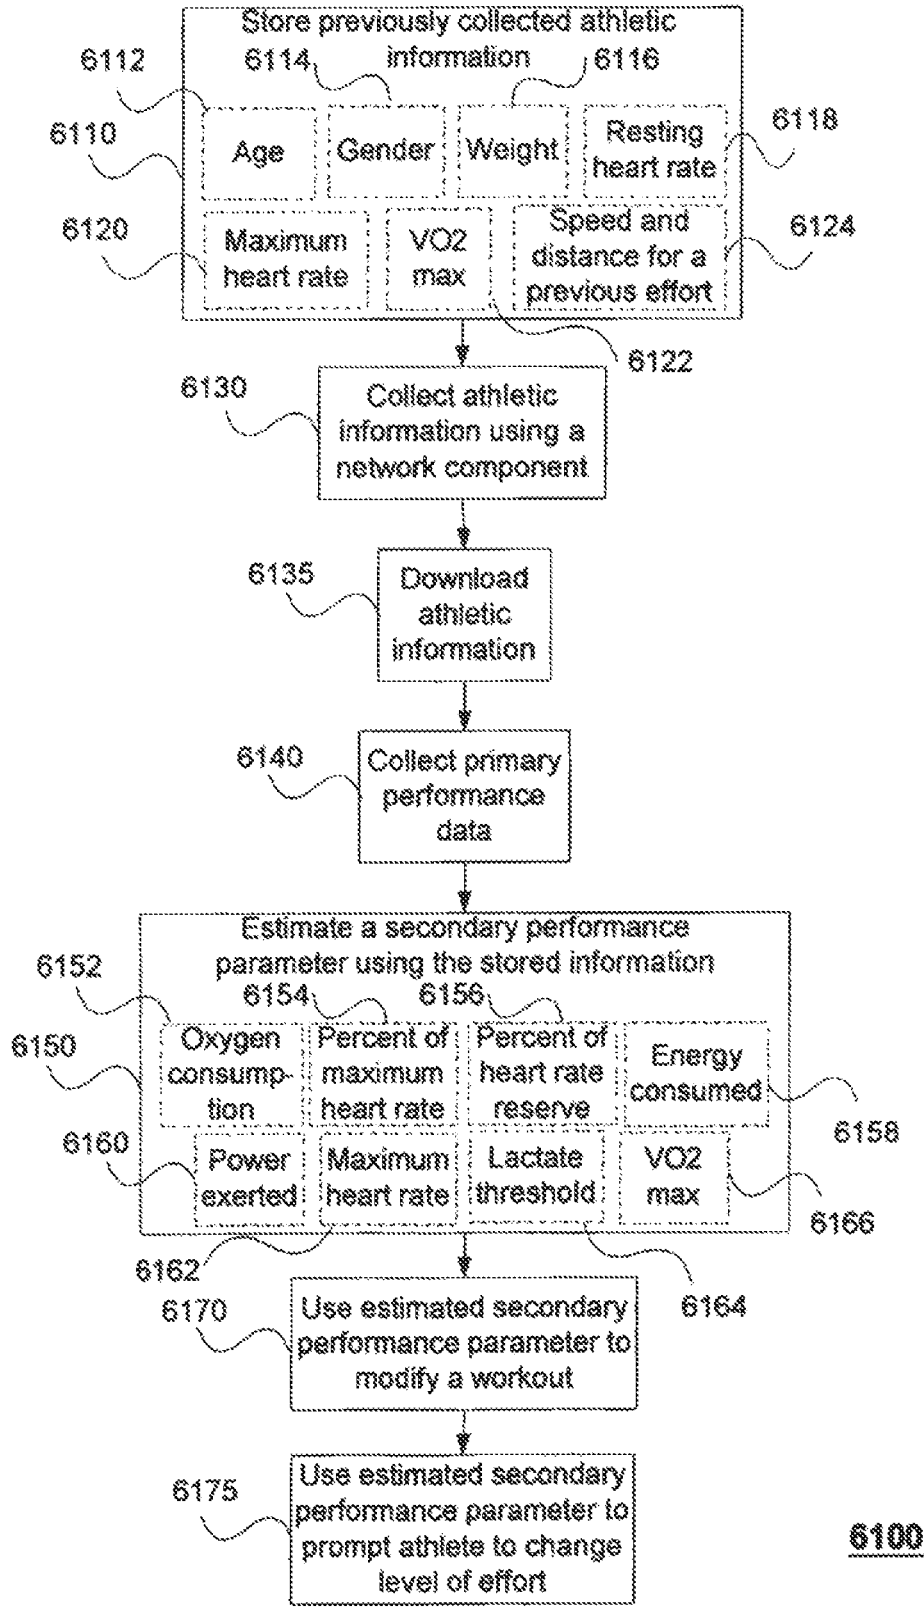 Store previously collected athletic
information
6112
6114
6116
6110
Age
Gender
Weight
Resting
heart rate
6118
6120
Maximum
heart rate
VO2
max
Speed and
distance for a
previous effort
6124
6122
6130
Collect athletic
information using a
network component
6135
Download
athletic
information
6140
Collect primary
performance
data
Estimate a secondary performance
parameter using the stored information
6152
6154
6156
6150
Oxygen
consump-
tion
Percent of
maximum
heart rate
Percent of
heart rate
reserve
Energy
consumed
6158
6160
Power
exerted
Maximum
heart rate
Lactate
threshold
VO2
max
6166
6162
6164
6170
Use estimated secondary
performance parameter to
modify a workout
6175
Use estimated secondary
performance parameter to
prompt athlete to change
level of effort
6100